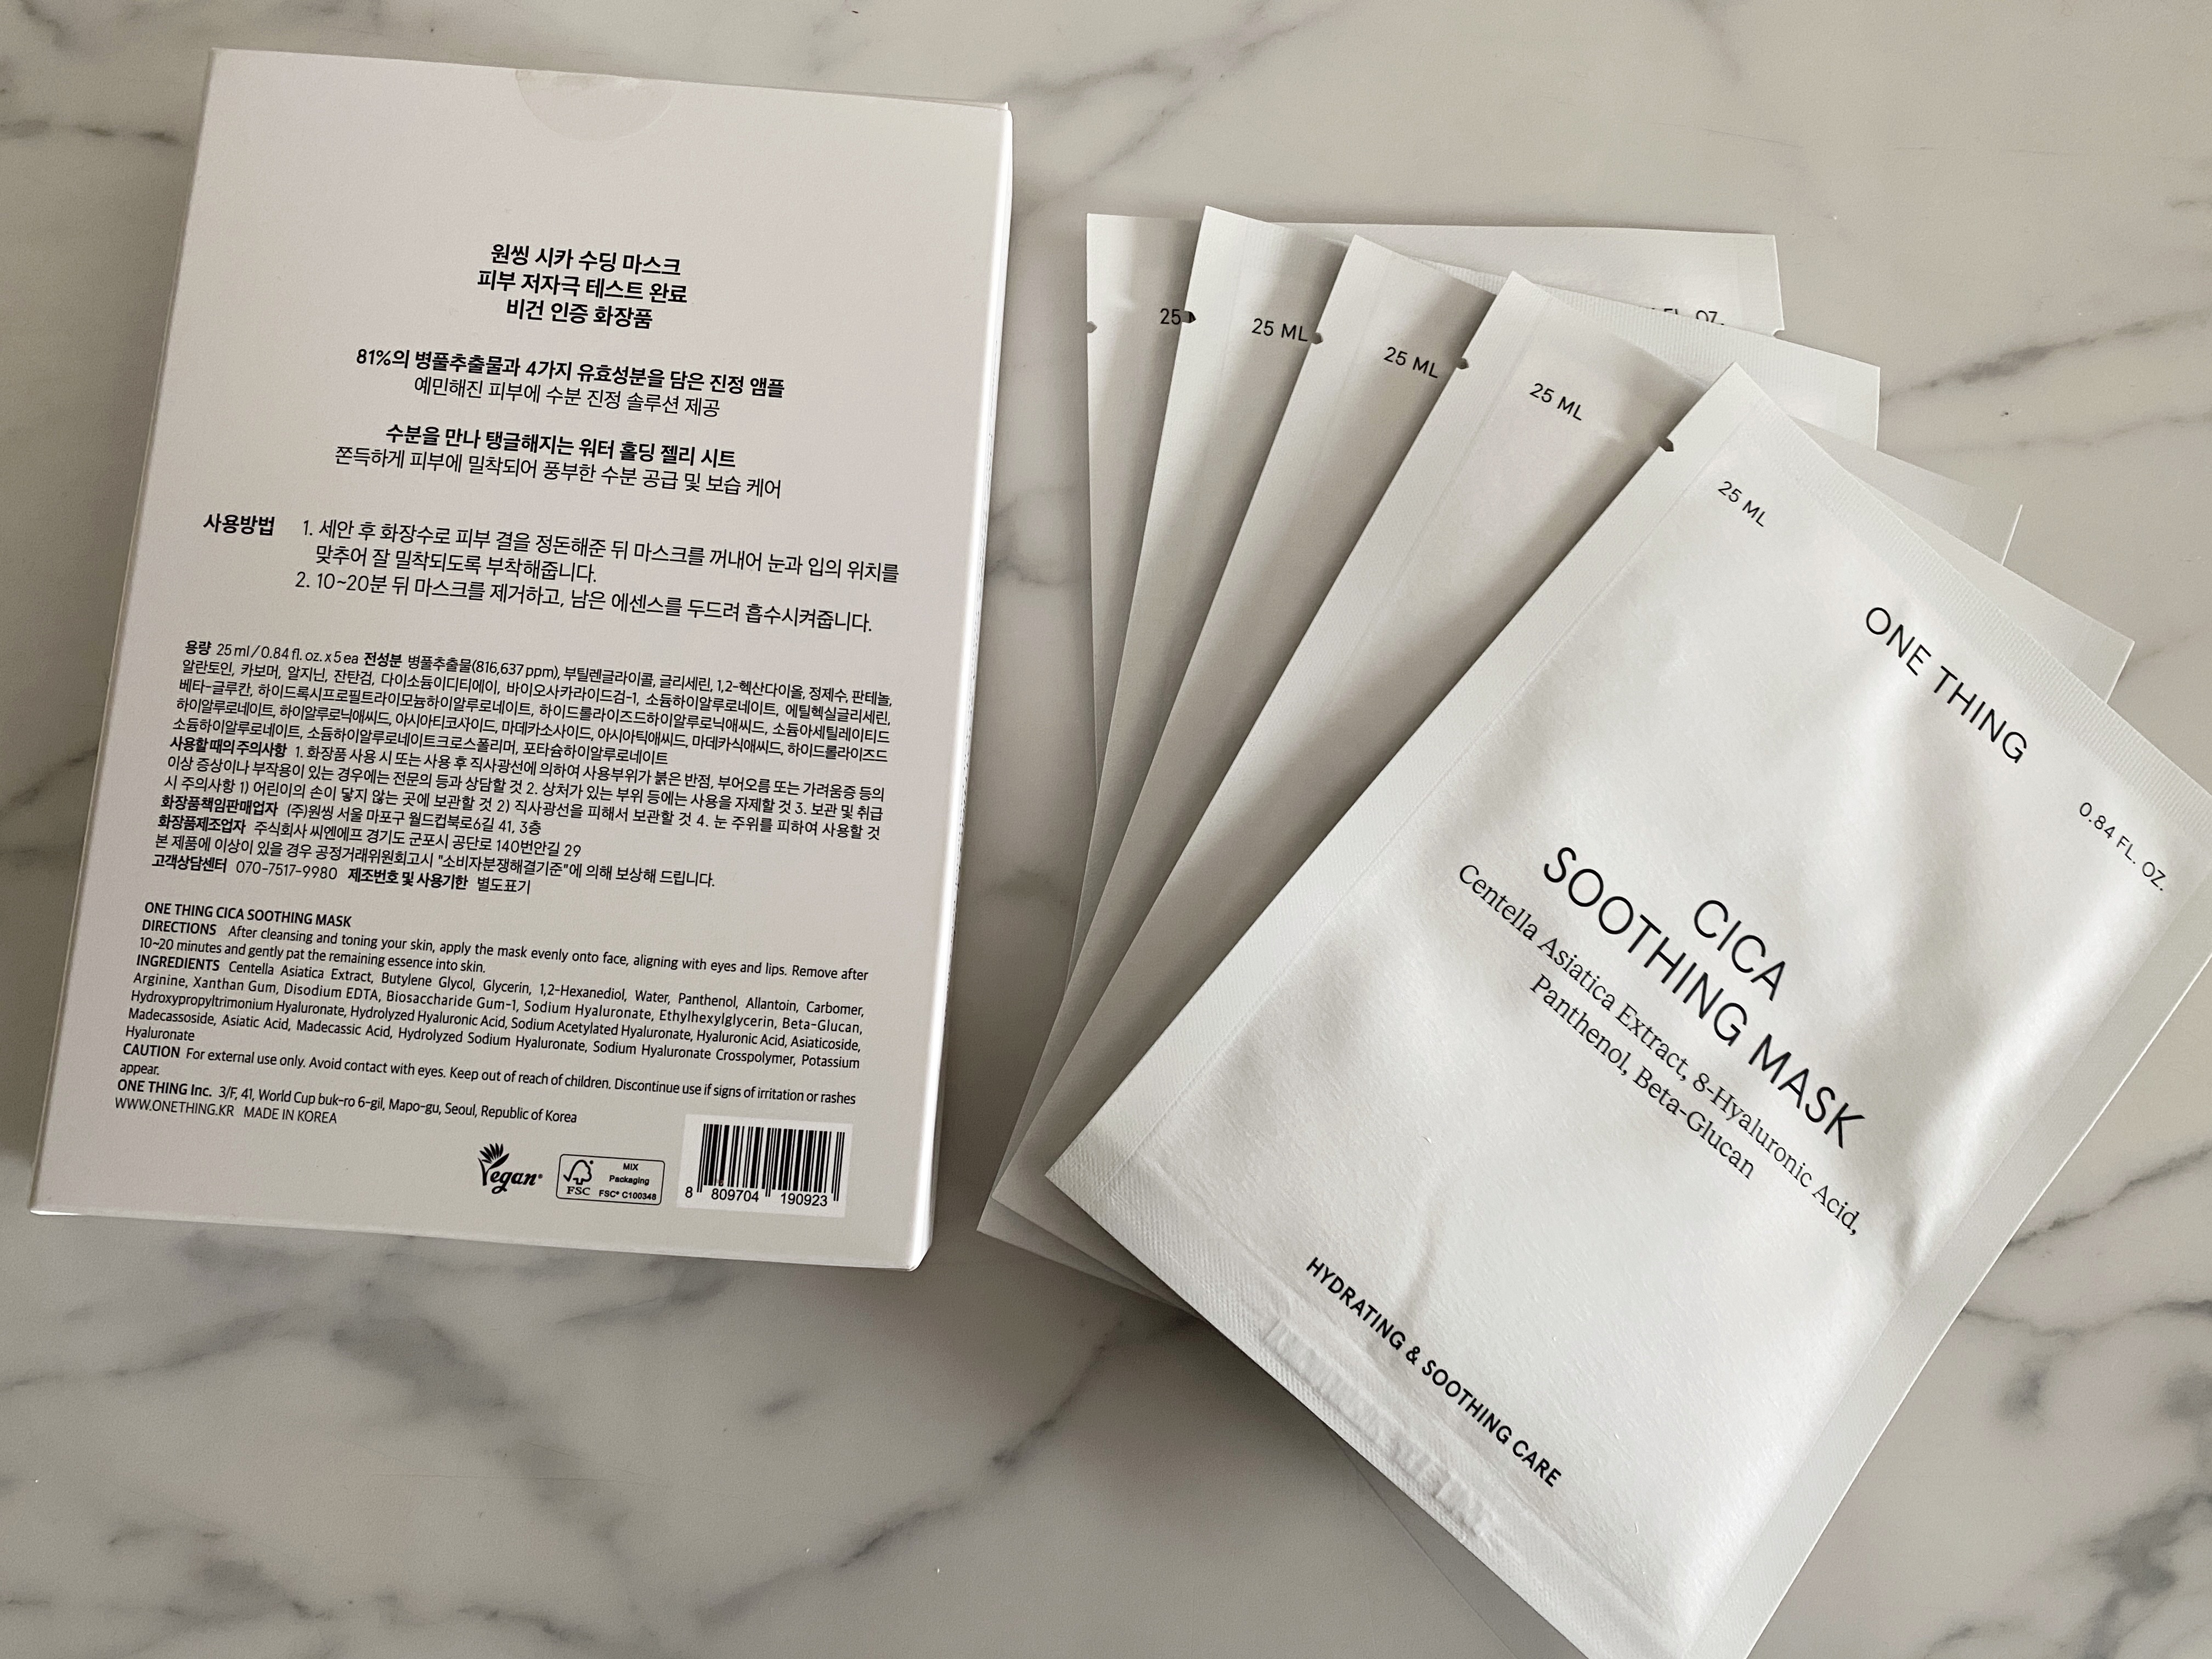 원씽 시카 수딩 마스크
피부 저자극 테스트 완료
비건 인증 화장품
81%의 병풀추출물과 4가지 유효성분을 담은 진정 앰플
예민해진 피부에 수분 진정 솔루션 제공
수분을 만나 탱글해지는 워터 홀딩 젤리 시트
쫀득하게 피부에 밀착되어 풍부한 수분 공급 및 보습 케어
사용방법 1. 세안 후 화장수로 피부 결을 정돈해준 뒤 마스크를 꺼내어 눈과 입의 위치를
맞추어 잘 밀착되도록 부착해줍니다.
2. 10~20분 뒤 마스크를 제거하고, 남은 에센스를 두드려 흡수시켜줍니다.
용량 25 ml / 0.84 fl. oz. x 5 ea 전성분 병풀추출물(816,637 ppm), 부틸렌글라이콜, 글리세린, 1,2-헥산다이올, 정제수, 판테놀,
알란토인, 카보머, 알지닌, 잔탄검, 다이소듐이디티에이, 바이오사카라이드검-1, 소듐하이알루로네이트, 에틸헥실글리세린,
베타-글루칸, 하이드록시프로필트라이모늄하이알루로네이트, 하이드롤라이즈드하이알루로닉애씨드, 소듐아세틸레이티드
하이알루로네이트, 하이알루로닉애씨드, 아시아티코사이드, 마데카소사이드, 아시아틱애씨드, 마데카식애씨드, 하이드롤라이즈드
소듐하이알루로네이트, 소듐하이알루로네이트크로스폴리머, 포타슘하이알루로네이트
사용할 때의 주의사항 1. 화장품 사용 시 또는 사용 후 직사광선에 의하여 사용부위가 붉은 반점, 부어오름 또는 가려움증 등의
이상 증상이나 부작용이 있는 경우에는 전문의 등과 상담할 것 2. 상처가 있는 부위 등에는 사용을 자제할 것 3. 보관 및 취급
시 주의사항 1) 어린이의 손이 닿지 않는 곳에 보관할 것 2) 직사광선을 피해서 보관할 것 4. 눈 주위를 피하여 사용할 것
화장품책임판매업자 (주)원씽 서울 마포구 월드컵북로6길 41, 3층
화장품제조업자 주식회사 씨엔에프 경기도 군포시 공단로 140번안길 29
본 제품에 이상이 있을 경우 공정거래위원회고시 "소비자분쟁해결기준"에 의해 보상해 드립니다.
고객상담센터 070-7517-9980 제조번호 및 사용기한 별도표기
ONE THING CICA SOOTHING MASK
DIRECTIONS After cleansing and toning your skin, apply the mask evenly onto face, aligning with eyes and lips. Remove after
10~20 minutes and gently pat the remaining essence into skin.
INGREDIENTS Centella Asiatica Extract, Butylene Glycol, Glycerin, 1,2-Hexanediol, Water, Panthenol, Allantoin, Carbomer,
Arginine, Xanthan Gum, Disodium EDTA, Biosaccharide Gum-1, Sodium Hyaluronate, Ethylhexylglycerin, Beta-Glucan,
Hydroxypropyltrimonium Hyaluronate, Hydrolyzed Hyaluronic Acid, Sodium Acetylated Hyaluronate, Hyaluronic Acid, Asiaticoside,
Madecassoside, Asiatic Acid, Madecassic Acid, Hydrolyzed Sodium Hyaluronate, Sodium Hyaluronate Crosspolymer, Potassium
Hyaluronate
CAUTION For external use only. Avoid contact with eyes. Keep out of reach of children. Discontinue use if signs of irritation or rashes
appear.
ONE THING Inc. 3/F, 41, World Cup buk-ro 6-gil, Mapo-gu, Seoul, Republic of Korea
WWW.ONETHING.KR MADE IN KOREA
Vegan
FSC
MIX
Packaging
FSC® C100348
8 809704 190923
25
25 ML
25 ML
25 ML
25 ML
ONE THING
0.84 FL. OZ.
CICA
SOOTHING MASK
Centella Asiatica Extract, 8-Hyaluronic Acid,
Panthenol, Beta-Glucan
HYDRATING & SOOTHING CARE